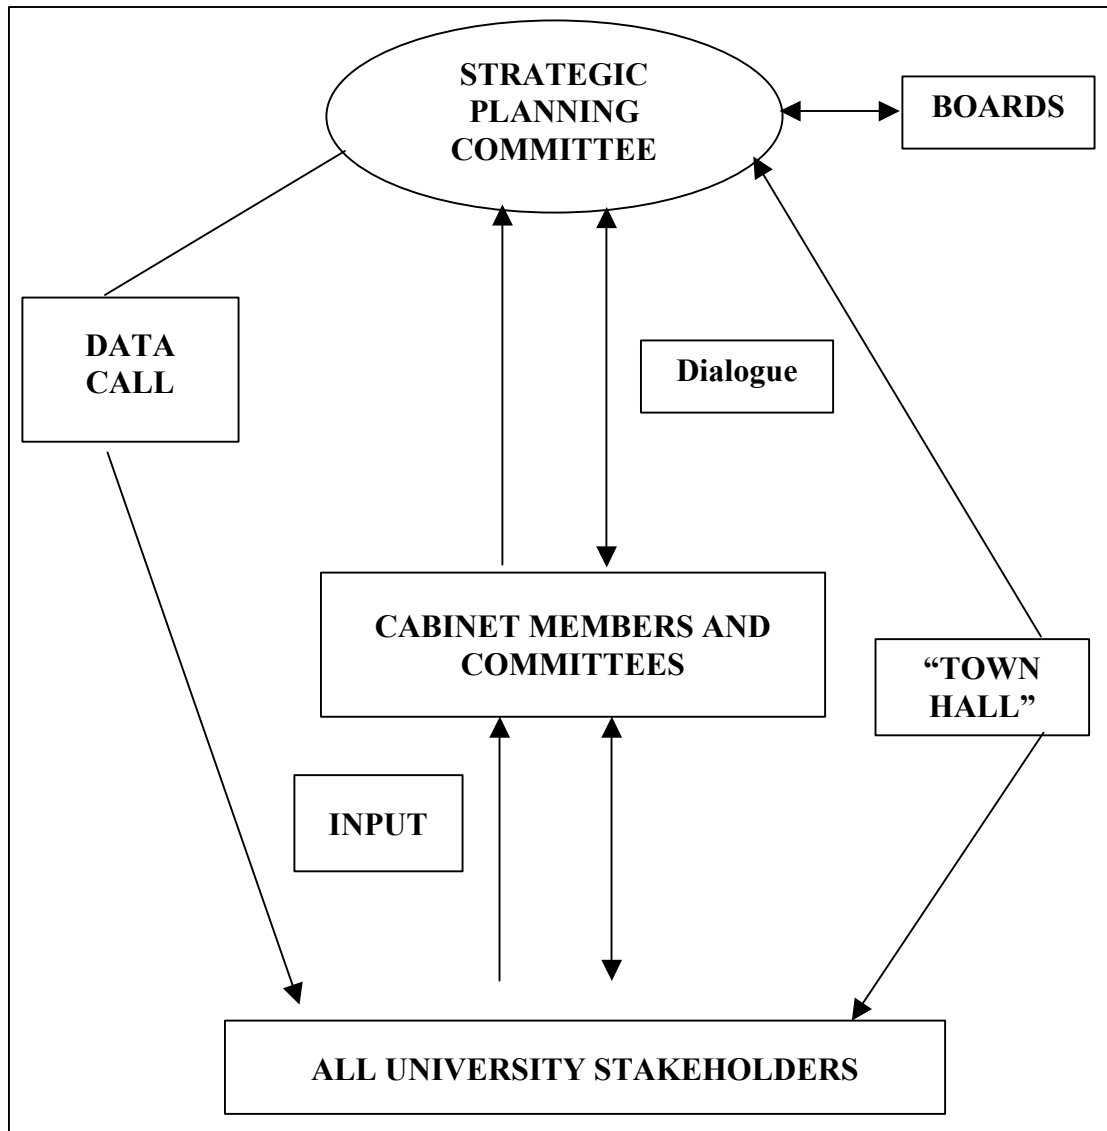 STRATEGIC
PLANNING
COMMITTEE
BOARDS
DATA
CALL
Dialogue
CABINET MEMBERS AND
COMMITTEES
“TOWN
HALL”
INPUT
ALL UNIVERSITY STAKEHOLDERS